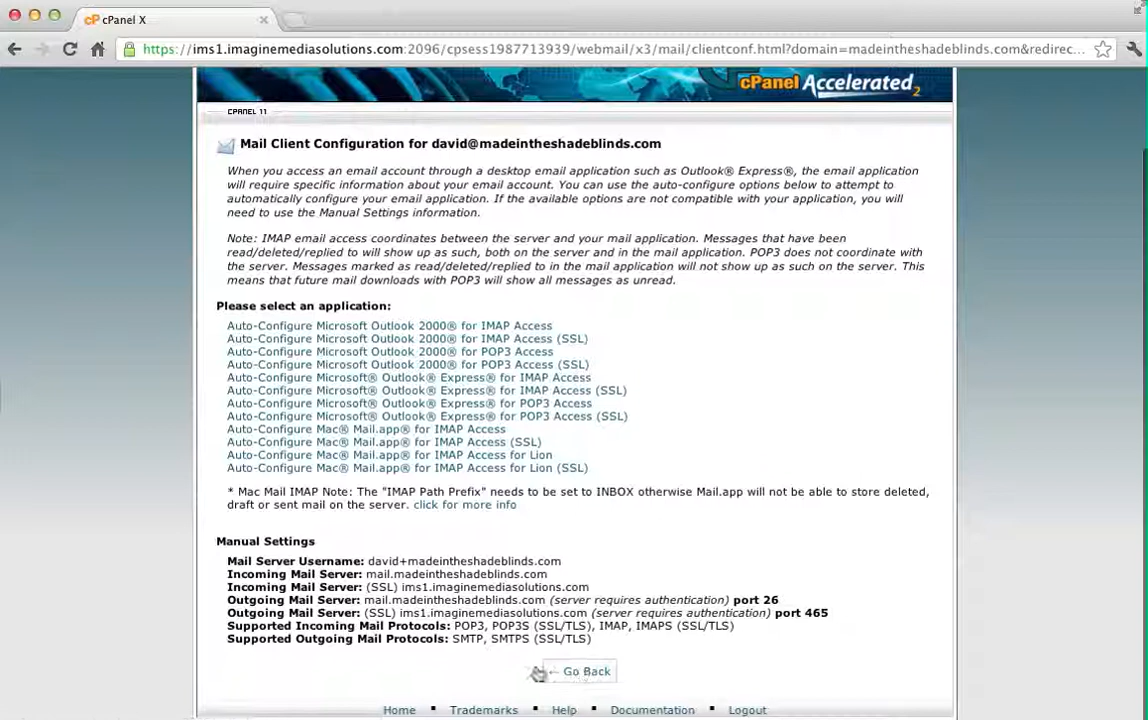 cPanel X
https://ims1.imaginemediasolutions.com:2096/cpsess1987713939/webmail/x3/mail/clientconf.html?domain=madeintheshadeblinds.com&redirec...
cPanel Accelerated2
CPANEL 11
Mail Client Configuration for david@madeintheshadeblinds.com
When you access an email account through a desktop email application such as Outlook® Express®, the email application
will require specific information about your email account. You can use the auto-configure options below to attempt to
automatically configure your email application. If the available options are not compatible with your application, you will
need to use the Manual Settings information.
Note: IMAP email access coordinates between the server and your mail application. Messages that have been
read/deleted/replied to will show up as such, both on the server and in the mail application. POP3 does not coordinate with
the server. Messages marked as read/deleted/replied to in the mail application will not show up as such on the server. This
means that future mail downloads with POP3 will show all messages as unread.
Please select an application:
Auto-Configure Microsoft Outlook 2000® for IMAP Access
Auto-Configure Microsoft Outlook 2000® for IMAP Access (SSL)
Auto-Configure Microsoft Outlook 2000® for POP3 Access
Auto-Configure Microsoft Outlook 2000® for POP3 Access (SSL)
Auto-Configure Microsoft® Outlook® Express® for IMAP Access
Auto-Configure Microsoft® Outlook® Express® for IMAP Access (SSL)
Auto-Configure Microsoft® Outlook® Express® for POP3 Access
Auto-Configure Microsoft® Outlook® Express® for POP3 Access (SSL)
Auto-Configure Mac® Mail.app® for IMAP Access
Auto-Configure Mac® Mail.app® for IMAP Access (SSL)
Auto-Configure Mac® Mail.app® for IMAP Access for Lion
Auto-Configure Mac® Mail.app® for IMAP Access for Lion (SSL)
* Mac Mail IMAP Note: The "IMAP Path Prefix" needs to be set to INBOX otherwise Mail.app will not be able to store deleted,
draft or sent mail on the server. click for more info
Manual Settings
Mail Server Username: david+madeintheshadeblinds.com
Incoming Mail Server: mail.madeintheshadeblinds.com
Incoming Mail Server: (SSL) ims1.imaginemediasolutions.com
Outgoing Mail Server: mail.madeintheshadeblinds.com (server requires authentication) port 26
Outgoing Mail Server: (SSL) ims1.imaginemediasolutions.com (server requires authentication) port 465
Supported Incoming Mail Protocols: POP3, POP3S (SSL/TLS), IMAP, IMAPS (SSL/TLS)
Supported Outgoing Mail Protocols: SMTP, SMTPS (SSL/TLS)
← Go Back
Home ▪ Trademarks ▪ Help ▪ Documentation ▪ Logout